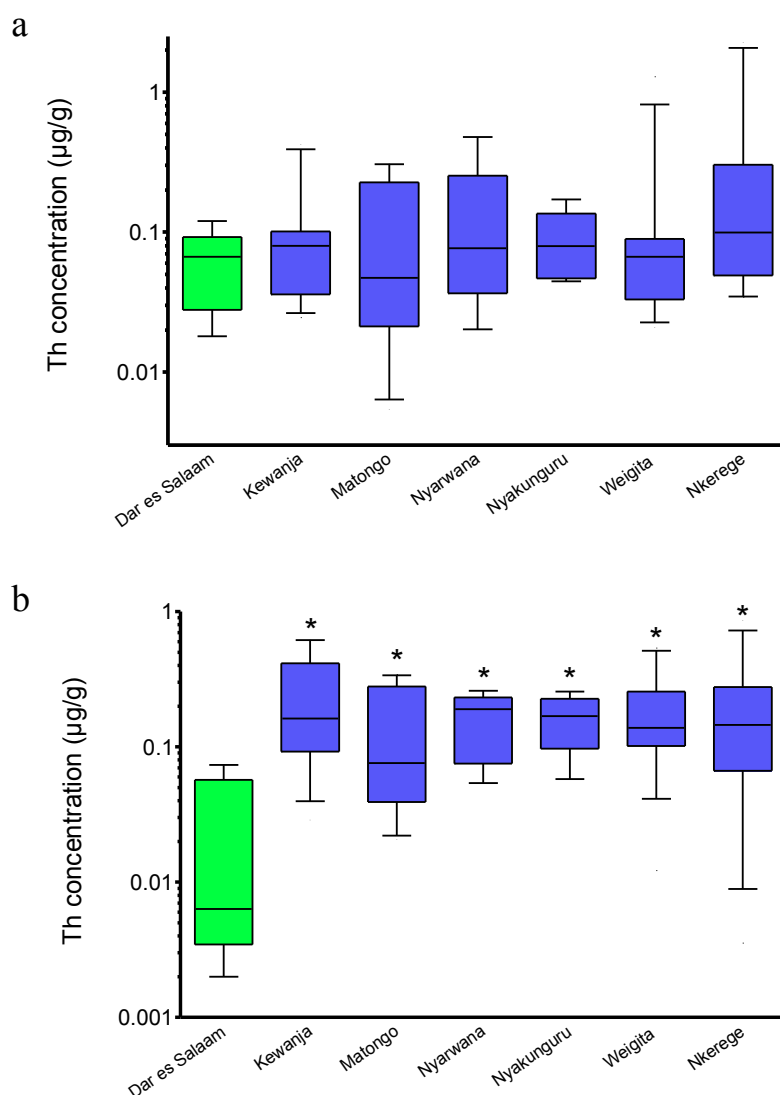 a
Th concentration (µg/g)
1
0.1
0.01
Dar es Salaam
Kewanja
Matongo
Nyarwana
Nyakunguru
Weigita
Nkerege
b
Th concentration (µg/g)
1
0.1
0.01
0.001
* * * * * *
Dar es Salaam
Kewanja
Matongo
Nyarwana
Nyakunguru
Weigita
Nkerege